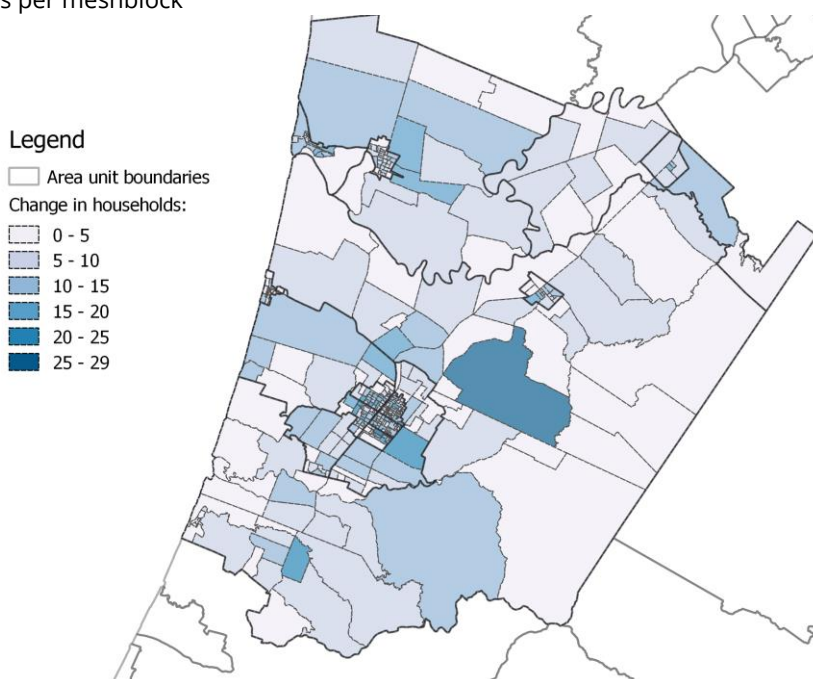 s per meshblock
Legend
Area unit boundaries
Change in households:
0 - 5
5 - 10
10 - 15
15 - 20
20 - 25
25 - 29